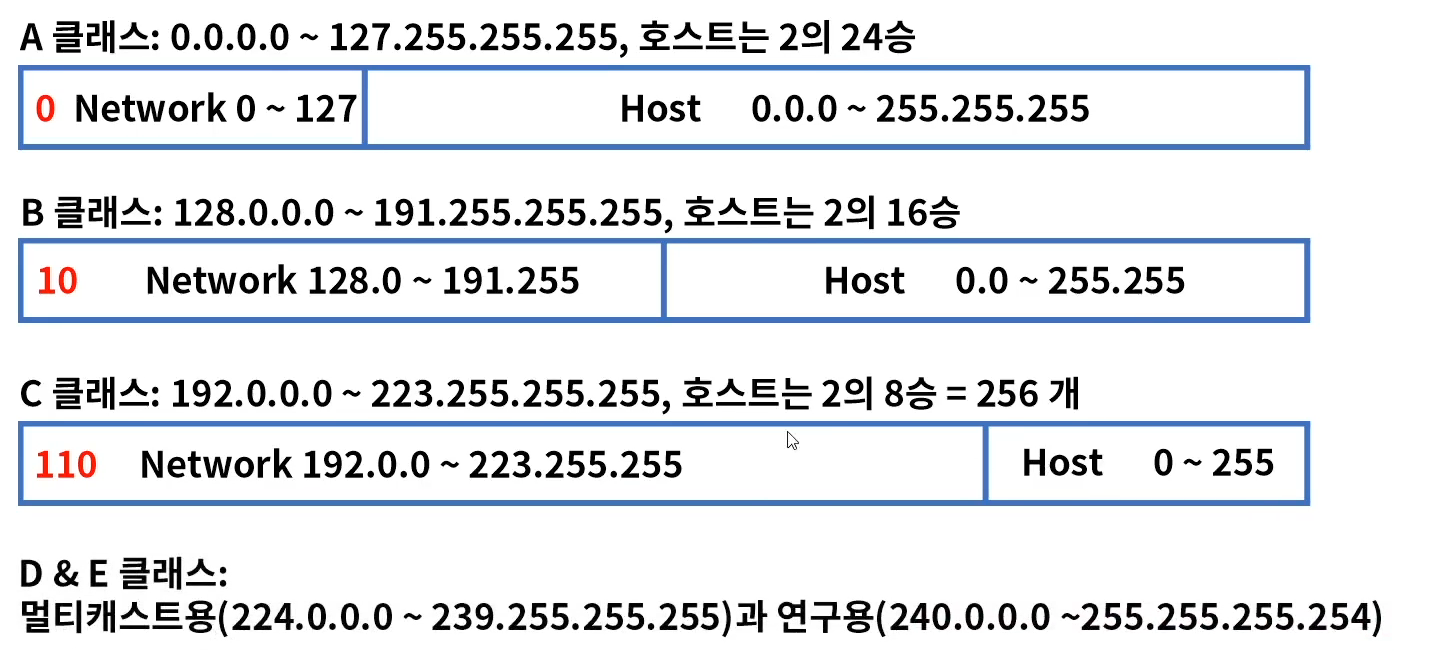 A 클래스: 0.0.0.0 ~ 127.255.255.255, 호스트는 2의 24승
0 Network 0 ~ 127 Host 0.0.0 ~ 255.255.255
B 클래스: 128.0.0.0 ~ 191.255.255.255, 호스트는 2의 16승
10 Network 128.0 ~ 191.255 Host 0.0 ~ 255.255
C 클래스: 192.0.0.0 ~ 223.255.255.255, 호스트는 2의 8승 = 256 개
110 Network 192.0.0 ~ 223.255.255 Host 0 ~ 255
D & E 클래스:
멀티캐스트용(224.0.0.0 ~ 239.255.255.255)과 연구용(240.0.0.0 ~255.255.255.254)